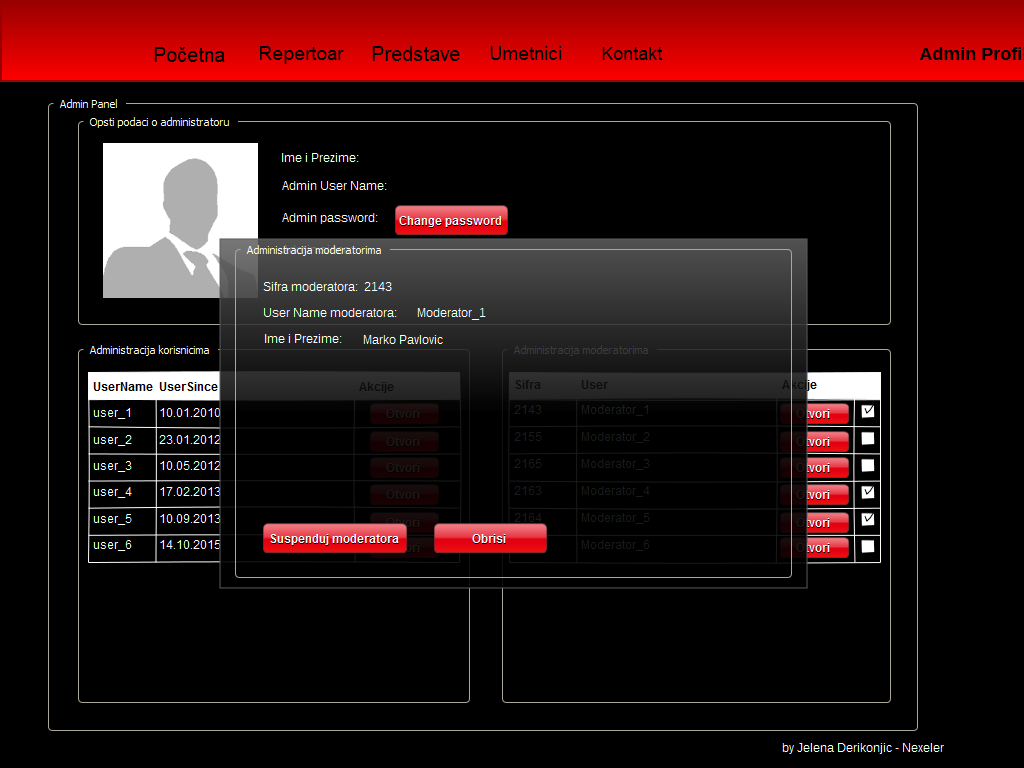 Početna Repertoar Predstave Umetnici Kontakt Admin Profil
Admin Panel
Opsti podaci o administratoru
Ime i Prezime:
Admin User Name:
Admin password: Change password
Administracija moderatorima
Sifra moderatora: 2143
User Name moderatora: Moderator_1
Ime i Prezime: Marko Pavlovic
Suspenduj moderatora Obrisi
Administracija korisnicima
UserName UserSince Akcije
user_1 10.01.2010 Otvori
user_2 23.01.2012 Otvori
user_3 10.05.2012 Otvori
user_4 17.02.2013 Otvori
user_5 10.09.2013 Otvori
user_6 14.10.2015
Administracija moderatorima
Sifra User Akcije
2143 Moderator_1 Otvori
2155 Moderator_2 Otvori
2165 Moderator_3 Otvori
2163 Moderator_4 Otvori
2164 Moderator_5 Otvori
Moderator_6 Otvori
by Jelena Derikonjic - Nexeler